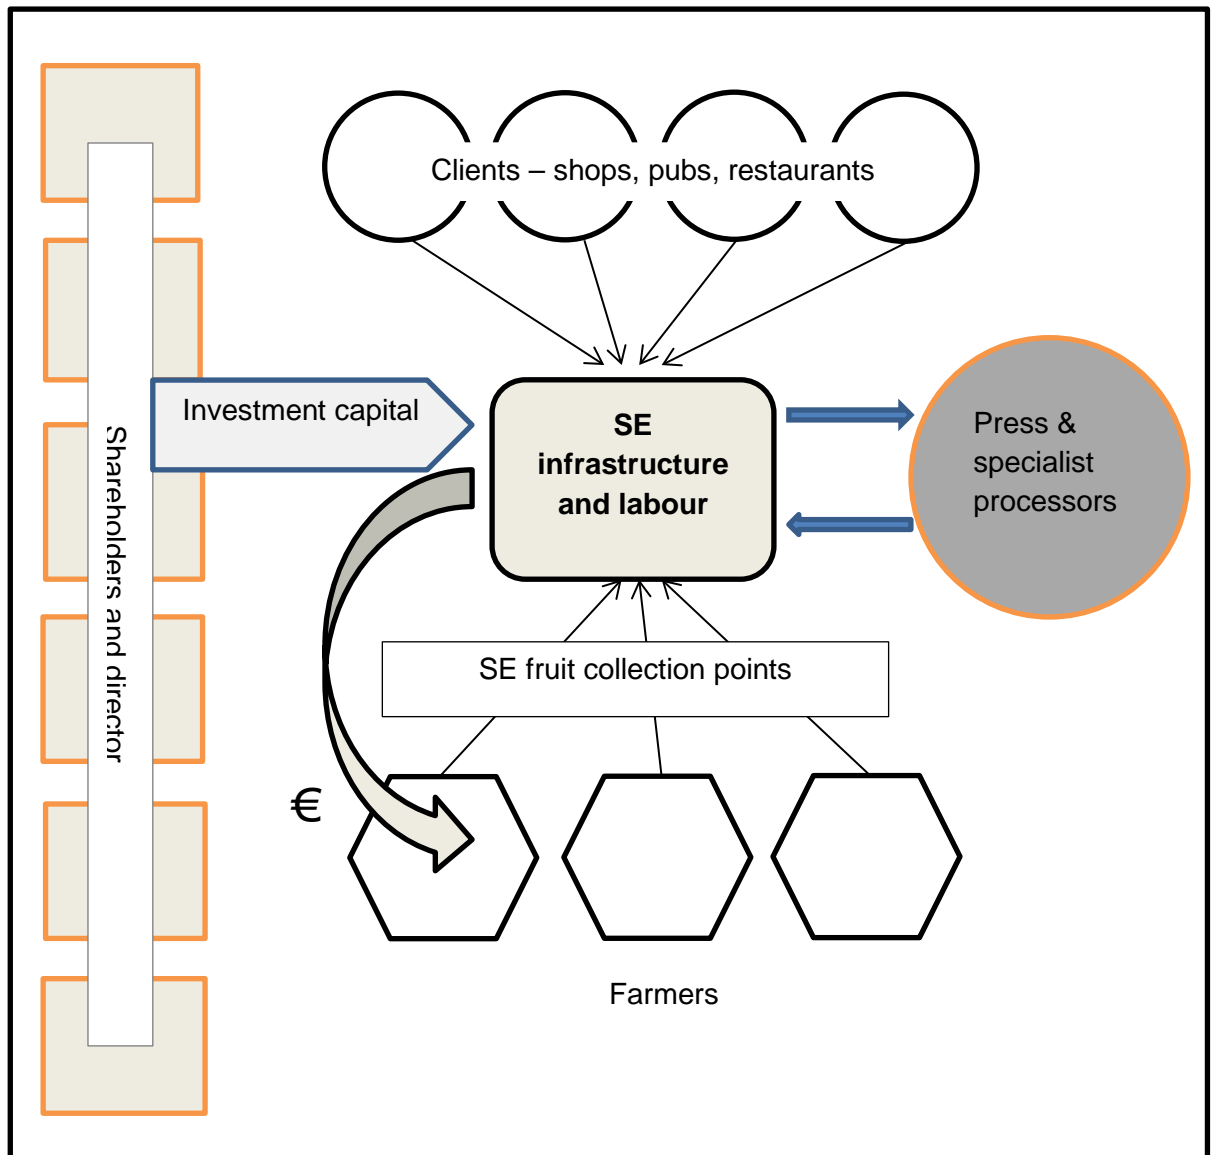 Clients – shops, pubs, restaurants
Shareholders and director
Investment capital
SE
infrastructure
and labour
Press &
specialist
processors
SE fruit collection points
€
Farmers